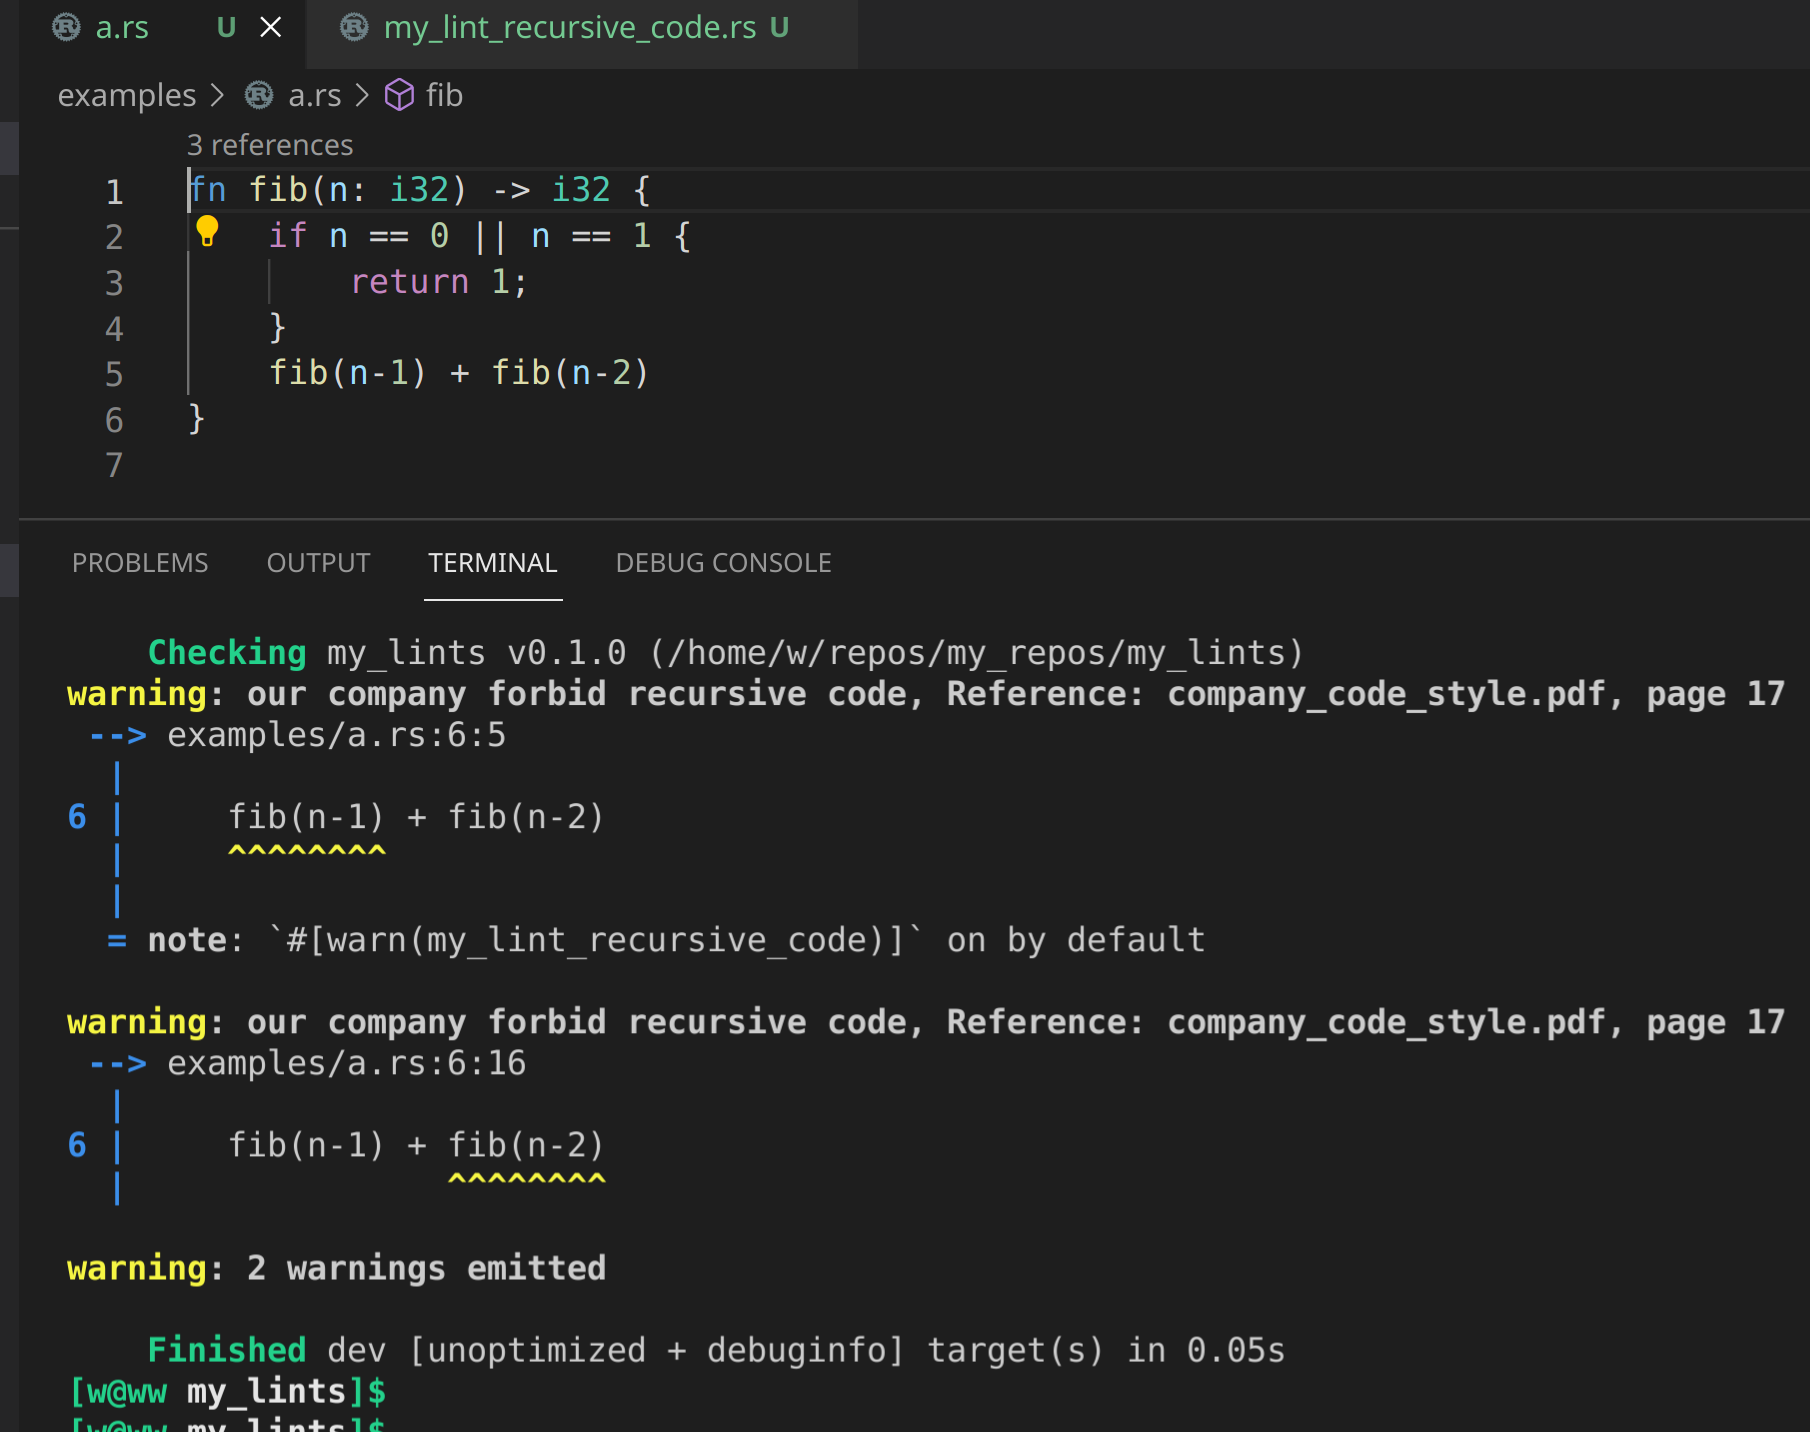 a.rs U my_lint_recursive_code.rs U
examples > a.rs > fib
3 references
1 fn fib(n: i32) -> i32 {
2     if n == 0 || n == 1 {
3         return 1;
4     }
5     fib(n-1) + fib(n-2)
6 }
7
PROBLEMS OUTPUT TERMINAL DEBUG CONSOLE
    Checking my_lints v0.1.0 (/home/w/repos/my_repos/my_lints)
warning: our company forbid recursive code, Reference: company_code_style.pdf, page 17
 --> examples/a.rs:6:5
  |
6 |     fib(n-1) + fib(n-2)
  |     ^^^^^^^^
  |
  = note: `#[warn(my_lint_recursive_code)]` on by default
warning: our company forbid recursive code, Reference: company_code_style.pdf, page 17
 --> examples/a.rs:6:16
  |
6 |     fib(n-1) + fib(n-2)
  |                ^^^^^^^^
warning: 2 warnings emitted
    Finished dev [unoptimized + debuginfo] target(s) in 0.05s
[w@ww my_lints]$
[w@ww my_lints]$